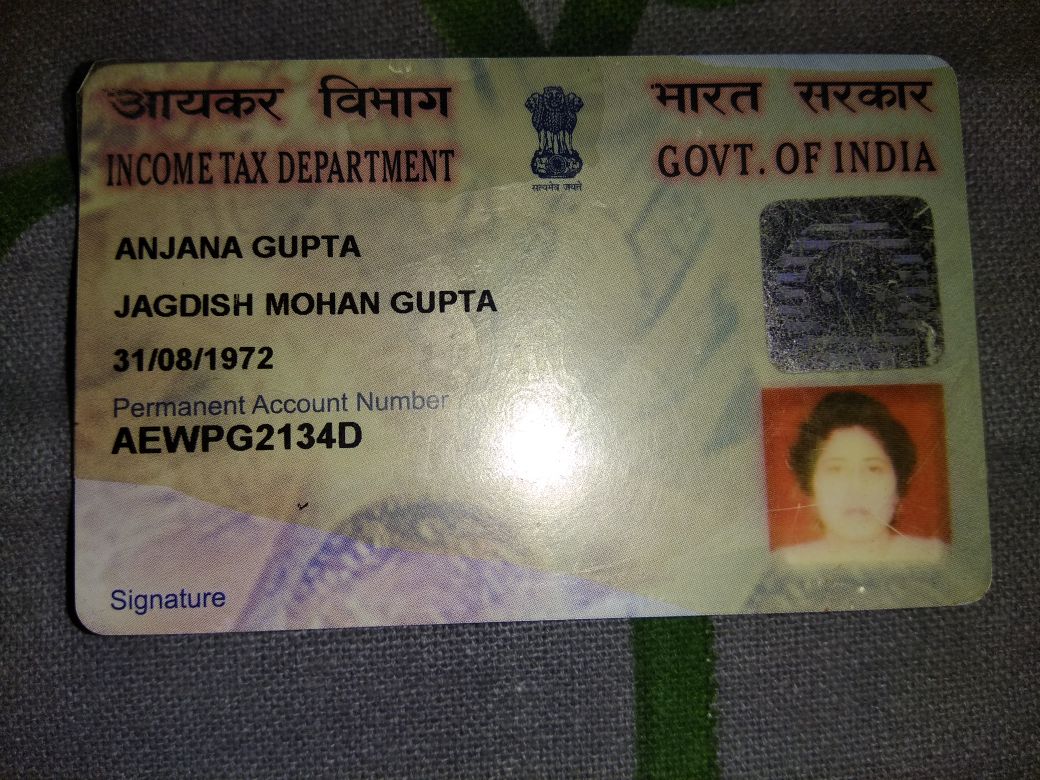 आयकर विभाग
INCOME TAX DEPARTMENT
सत्यमेव जयते
भारत सरकार
GOVT. OF INDIA
ANJANA GUPTA
JAGDISH MOHAN GUPTA
31/08/1972
Permanent Account Number
AEWPG2134D
Signature